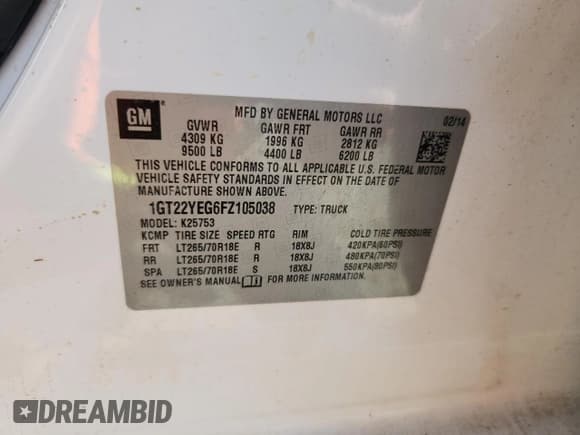 GM
MFD BY GENERAL MOTORS LLC
02/14
GVWR GAWR FRT GAWR RR
4309 KG 1996 KG 2812 KG
9500 LB 4400 LB 6200 LB
THIS VEHICLE CONFORMS TO ALL APPLICABLE U.S. FEDERAL MOTOR
VEHICLE SAFETY STANDARDS IN EFFECT ON THE DATE OF
MANUFACTURE SHOWN ABOVE.
1GT22YEG6FZ105038 TYPE: TRUCK
MODEL: K25753
KCMP TIRE SIZE SPEED RTG RIM COLD TIRE PRESSURE
FRT LT265/70R18E R 18X8J 420KPA(60PSI)
RR LT265/70R18E R 18X8J 480KPA(70PSI)
SPA LT265/70R18E S 18X8J 550KPA(80PSI)
SEE OWNER'S MANUAL FOR MORE INFORMATION.
DREAMBID